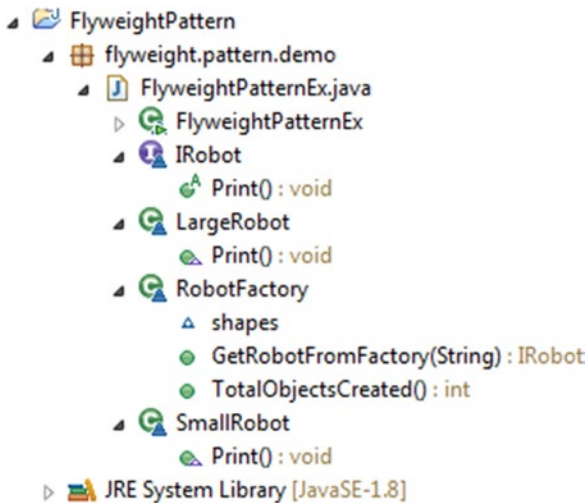 FlyweightPattern
flyweight.pattern.demo
FlyweightPatternEx.java
FlyweightPatternEx
IRobot
Print() : void
LargeRobot
Print() : void
RobotFactory
shapes
GetRobotFromFactory(String) : IRobot
TotalObjectsCreated() : int
SmallRobot
Print() : void
JRE System Library [JavaSE-1.8]